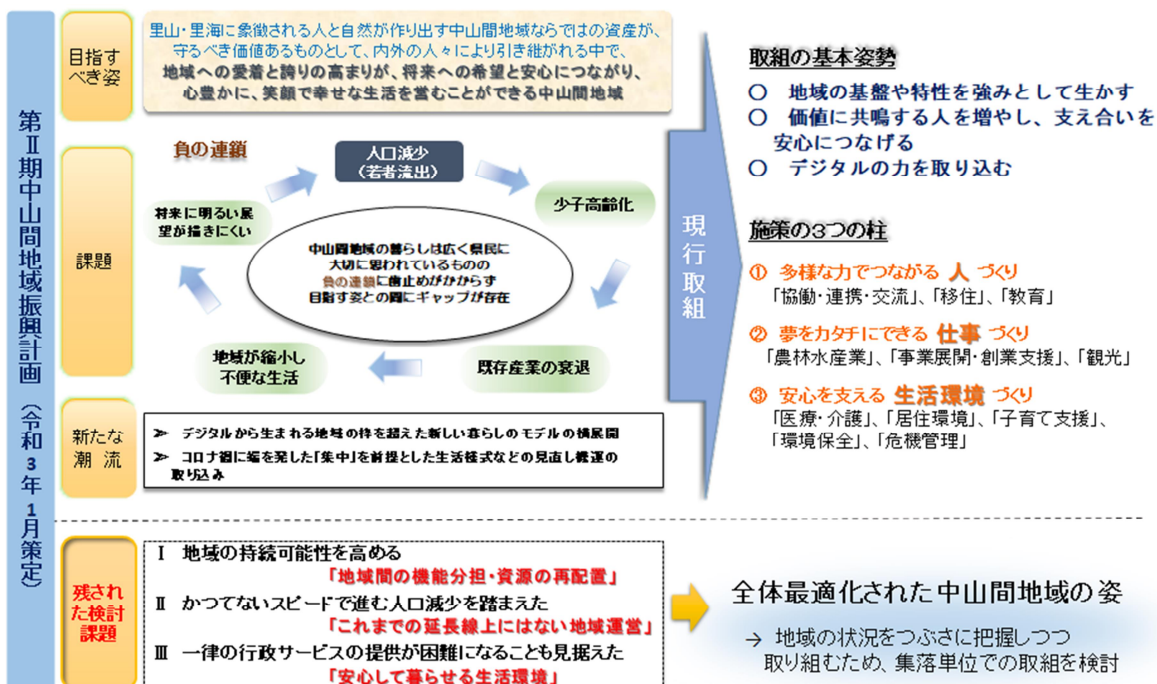 第Ⅱ期中山間地域振興計画(令和3年1月策定)
目指す
べき姿
里山・里海に象徴される人と自然が作り出す中山間地域ならではの資産が、
守るべき価値あるものとして、内外の人々により引き継がれる中で、
地域への愛着と誇りの高まりが、将来への希望と安心につながり、
心豊かに、笑顔で幸せな生活を営むことができる中山間地域
課題
負の連鎖
人口減少
(若者流出)
少子高齢化
既存産業の衰退
地域が縮小し
不便な生活
将来に明るい展
望が描きにくい
中山間地域の暮らしは広く県民に
大切に思われているものの
負の連鎖に歯止めがかからず
目指す姿との間にギャップが存在
新たな
潮 流
➢ デジタルから生まれる地域の枠を超えた新しい暮らしのモデルの横展開
➢ コロナ禍に端を発した「集中」を前提とした生活様式などの見直し機運の
取り込み
現行取組
取組の基本姿勢
○ 地域の基盤や特性を強みとして生かす
○ 価値に共鳴する人を増やし、支え合いを
安心につなげる
○ デジタルの力を取り込む
施策の3つの柱
① 多様な力でつながる 人 づくり
「協働・連携・交流」、「移住」、「教育」
② 夢をカタチにできる 仕事 づくり
「農林水産業」、「事業展開・創業支援」、「観光」
③ 安心を支える 生活環境 づくり
「医療・介護」、「居住環境」、「子育て支援」、
「環境保全」、「危機管理」
残され
た検討
課題
Ⅰ 地域の持続可能性を高める
「地域間の機能分担・資源の再配置」
Ⅱ かつてないスピードで進む人口減少を踏まえた
「これまでの延長線上にはない地域運営」
Ⅲ 一律の行政サービスの提供が困難になることも見据えた
「安心して暮らせる生活環境」
全体最適化された中山間地域の姿
→ 地域の状況をつぶさに把握しつつ
取り組むため、集落単位での取組を検討